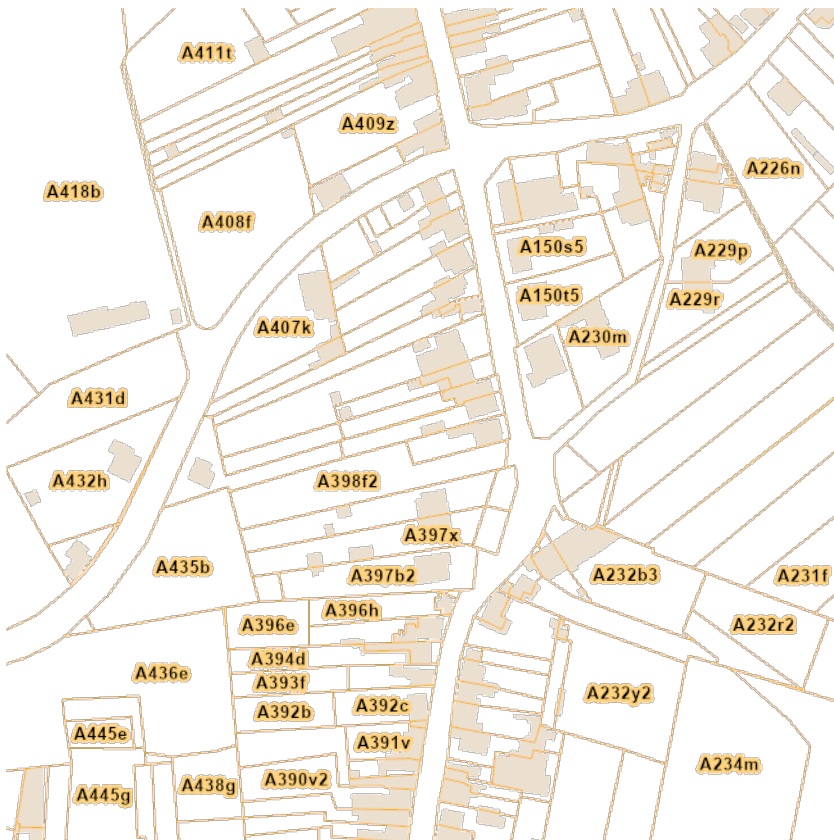 A411t
A409z
A226n
A418b
A408f
A150s5
A229p
A150t5
A229r
A407k
A230m
A431d
A432h
A398f2
A397x
A435b
A397b2
A232b3
A231f
A396h
A396e
A232r2
A394d
A436e
A393f
A232y2
A392b
A392c
A445e
A391v
A234m
A390v2
A438g
A445g